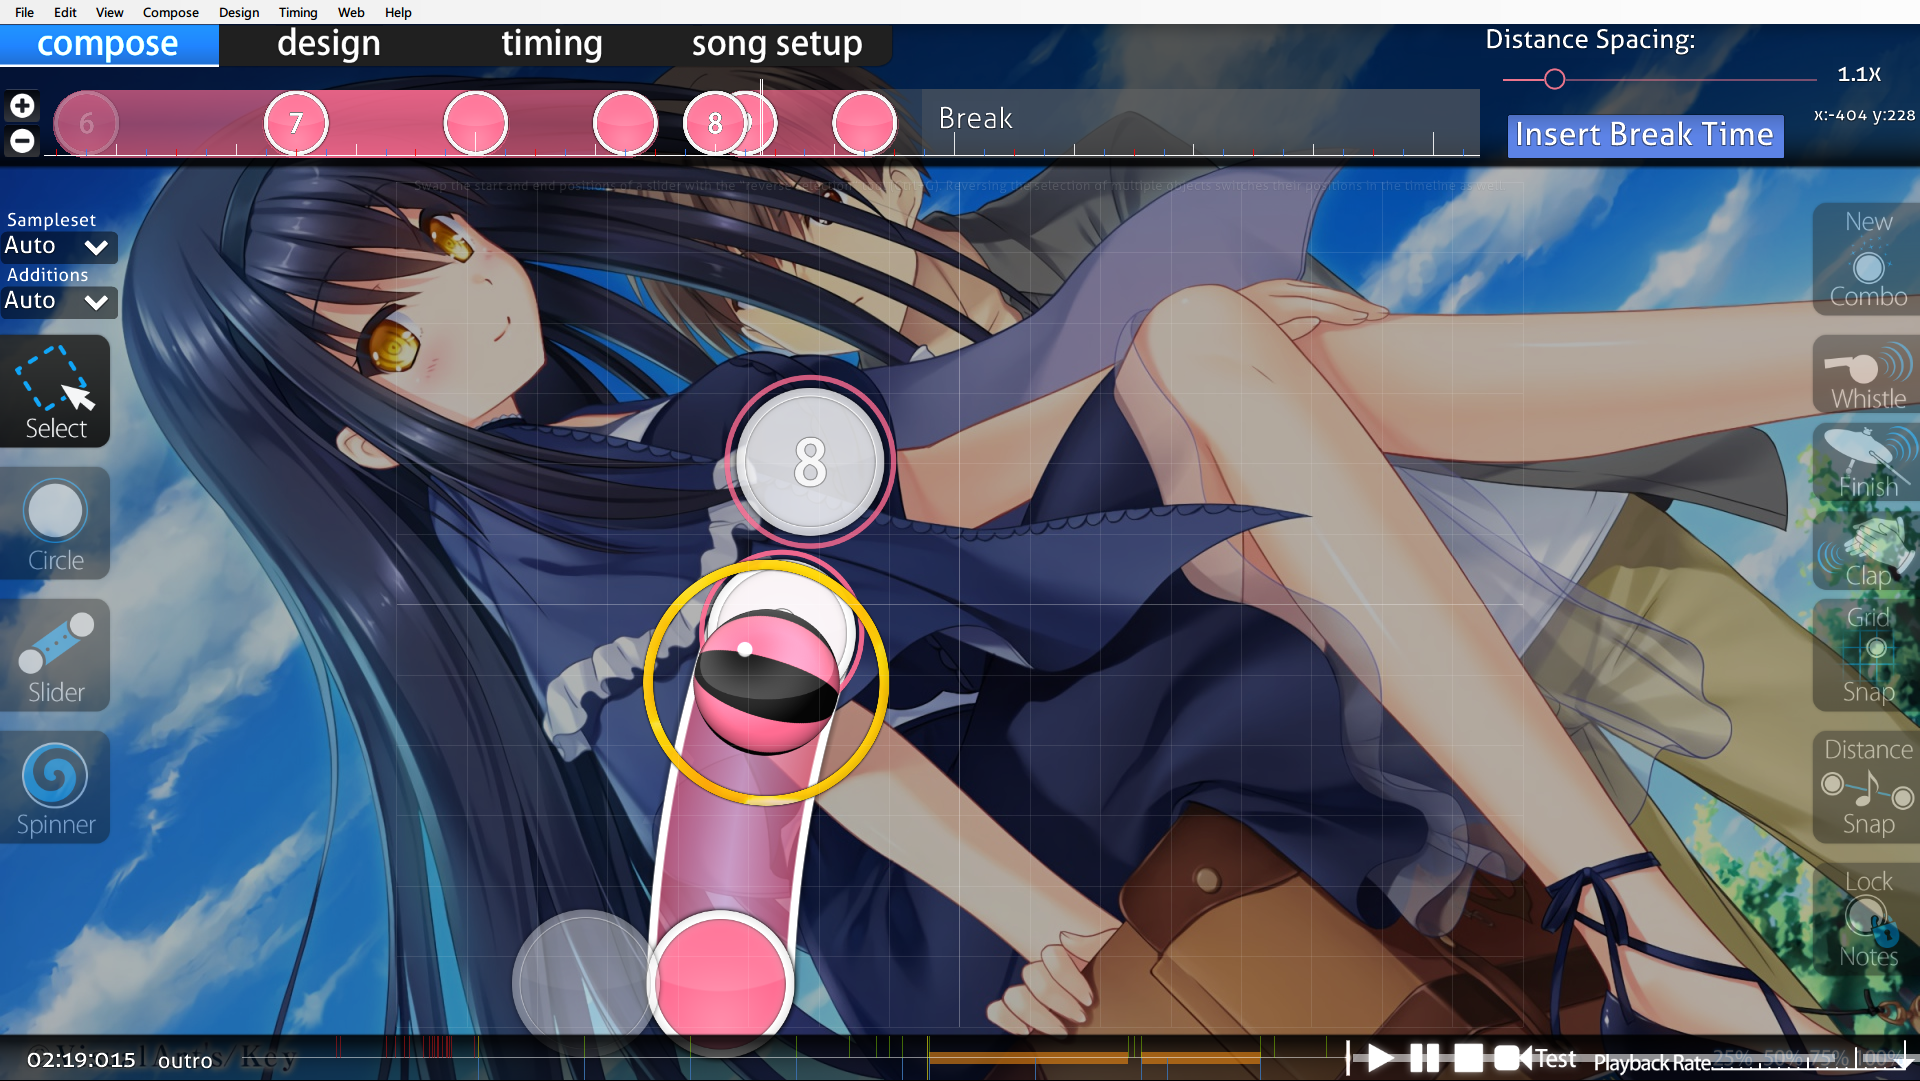 File Edit View Compose Design Timing Web Help
compose design timing song setup
Distance Spacing:
1.1x
x:-404 y:228
Insert Break Time
6 7 8 Break
Swap the start and end positions of a slider with the "reverse selection"
Reversing the selection of multiple objects switches their positions in the timeline as well.
Sampleset
Auto
Additions
Auto
Select
Circle
Slider
Spinner
8
New
Combo
Whistle
Finish
Clap
Grid
Snap
Distance
Snap
Lock
Notes
02:19:015 outro
Test
Playback Rate 25% 50% 75% 100%